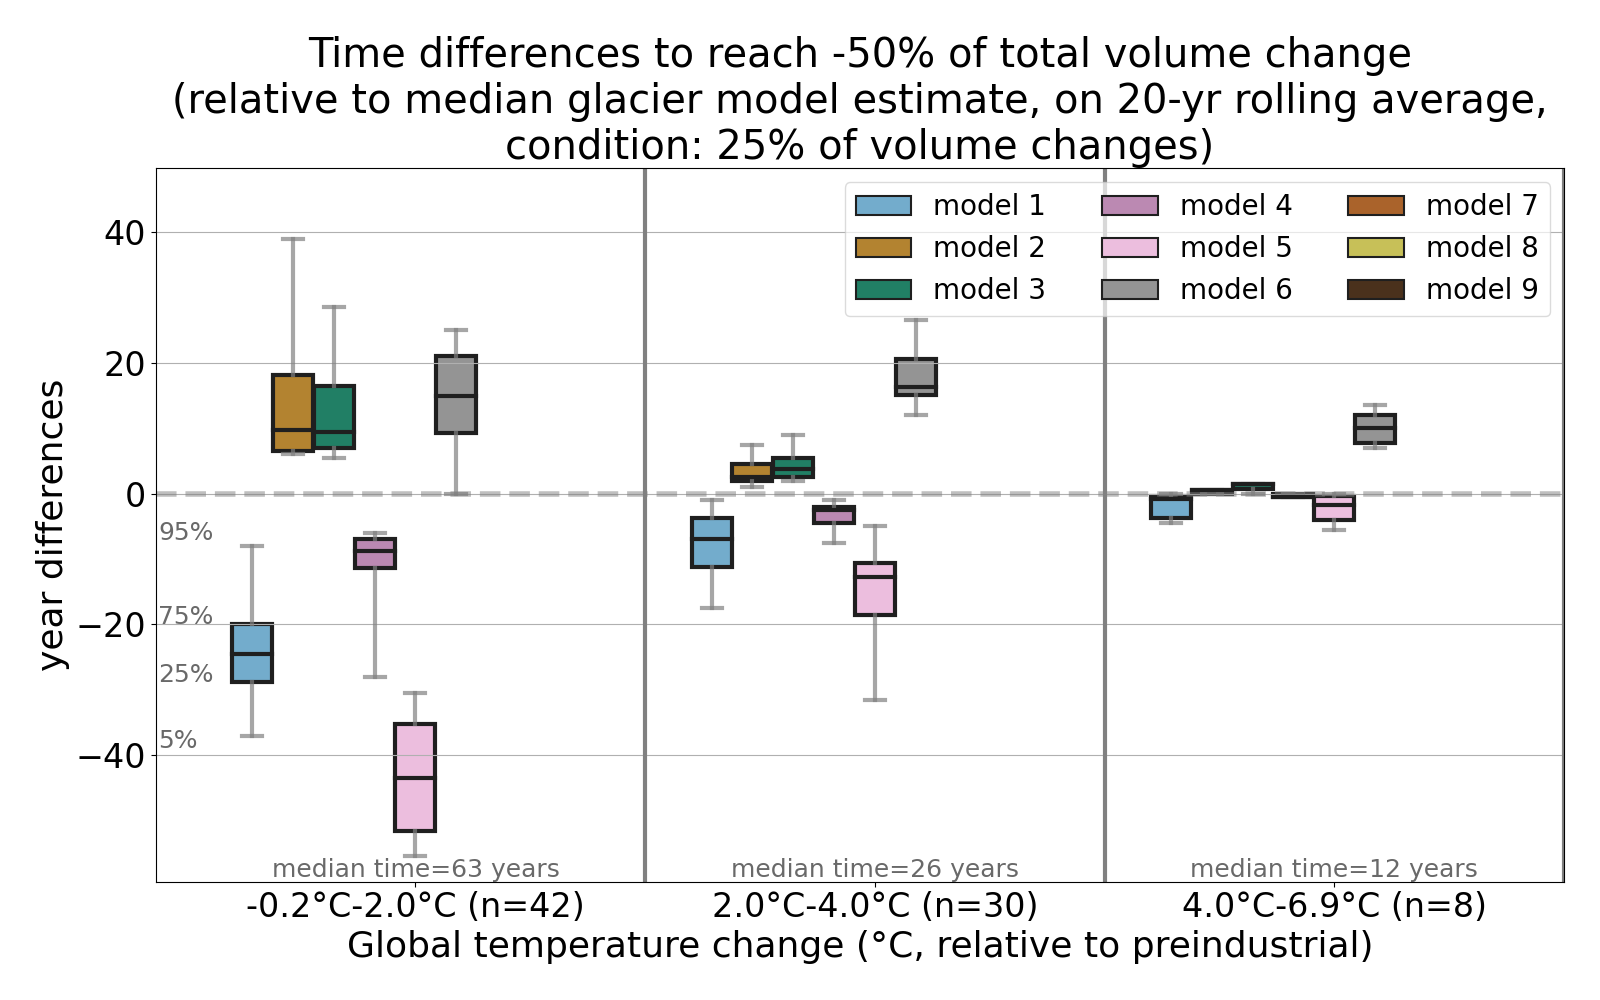 Time differences to reach -50% of total volume change
(relative to median glacier model estimate, on 20-yr rolling average,
condition: 25% of volume changes)
model 1
model 2
model 3
model 4
model 5
model 6
model 7
model 8
model 9
year differences
40
20
0
−20
−40
95%
75%
25%
5%
median time=63 years
median time=26 years
median time=12 years
-0.2°C-2.0°C (n=42)
2.0°C-4.0°C (n=30)
4.0°C-6.9°C (n=8)
Global temperature change (°C, relative to preindustrial)